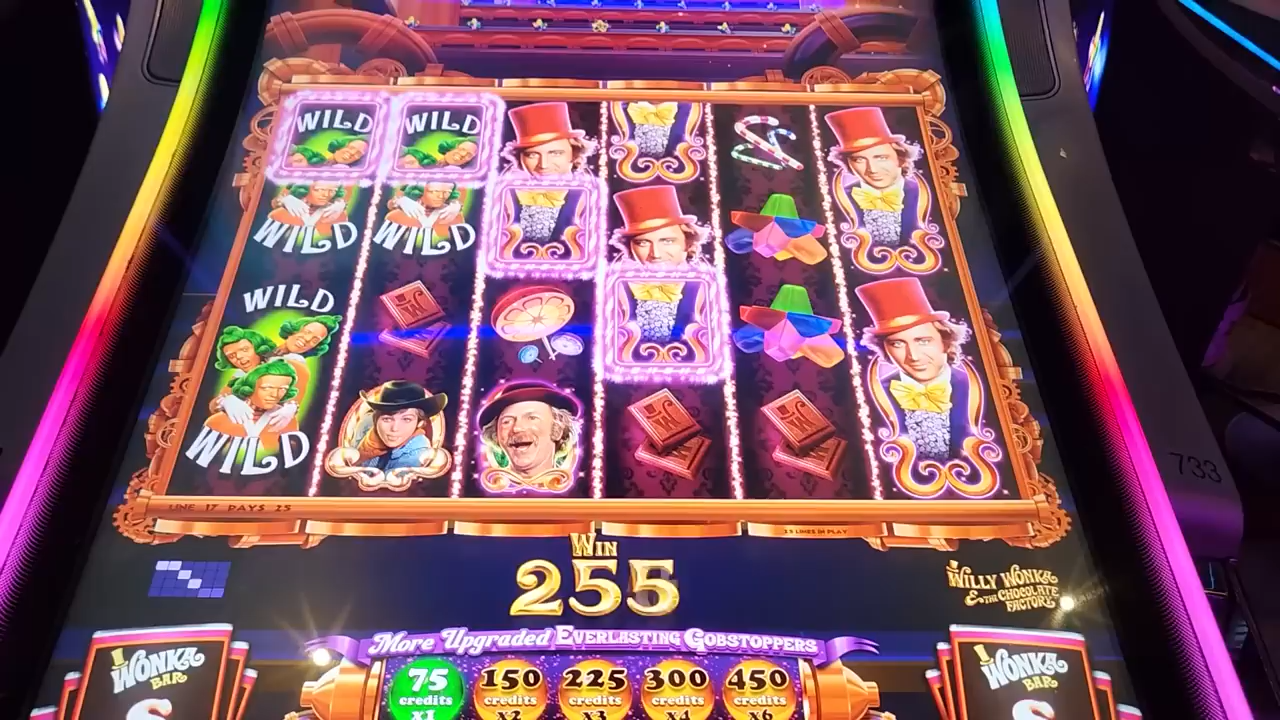 WILD WILD
WILD WILD
WILD
WILD
LINE 17 PAYS 25
25 LINES IN PLAY
733
WIN
255
WILLY WONKA
& THE CHOCOLATE
FACTORY
More Upgraded Everlasting Gobstoppers
WONKA
BAR
75
credits
x1
150
credits
x2
225
credits
x3
300
credits
x4
450
credits
x6
WONKA
BAR